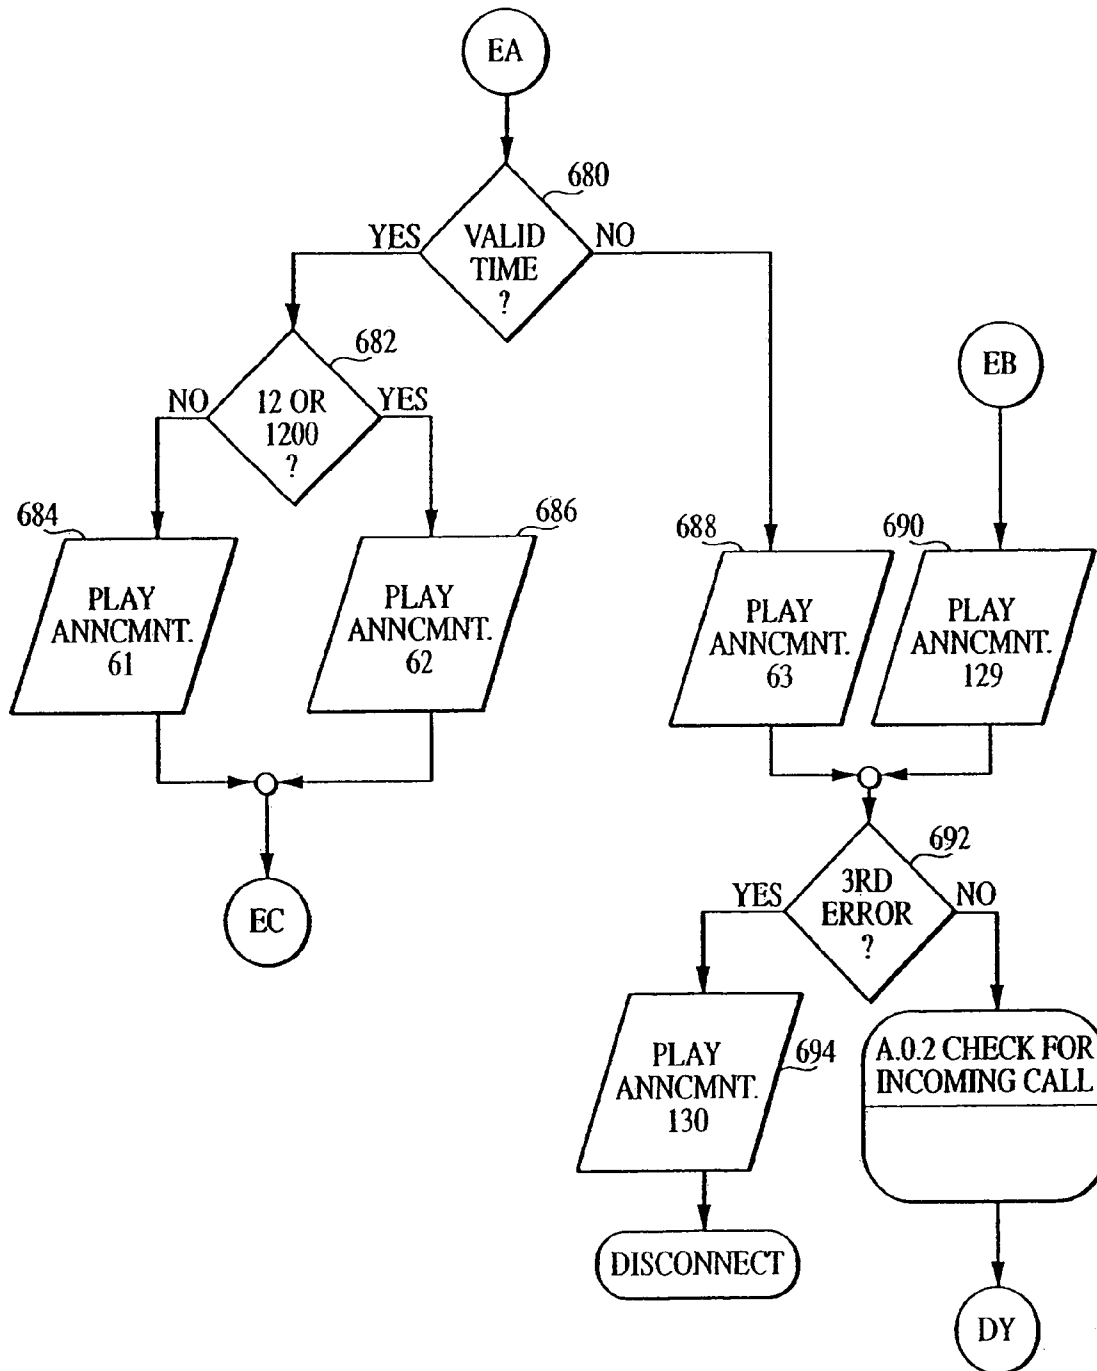 EA
680
YES
VALID
TIME
?
NO
682
NO
12 OR
1200
?
YES
EB
684
PLAY
ANNCMNT.
61
686
PLAY
ANNCMNT.
62
688
PLAY
ANNCMNT.
63
690
PLAY
ANNCMNT.
129
EC
692
YES
3RD
ERROR
?
NO
PLAY
ANNCMNT.
130
694
A.0.2 CHECK FOR
INCOMING CALL
DISCONNECT
DY